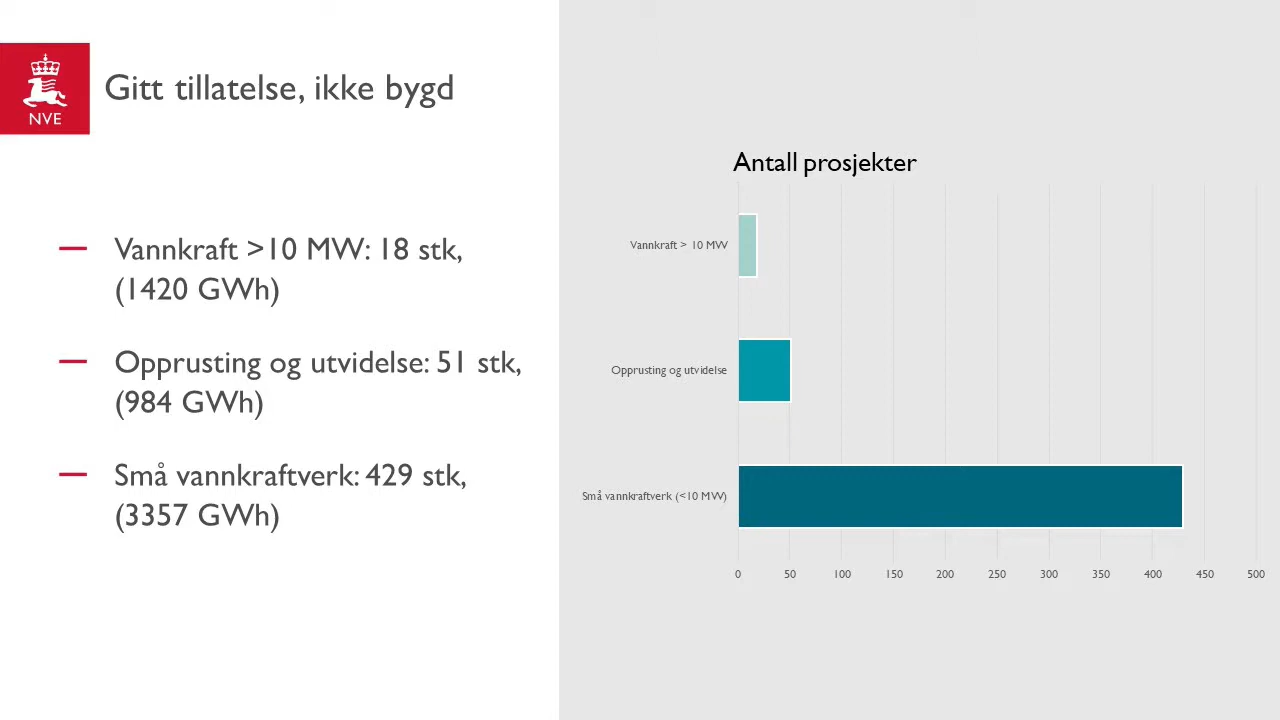 NVE
Gitt tillatelse, ikke bygd
Vannkraft >10 MW: 18 stk,
(1420 GWh)
Opprusting og utvidelse: 51 stk,
(984 GWh)
Små vannkraftverk: 429 stk,
(3357 GWh)
Antall prosjekter
Vannkraft > 10 MW
Opprusting og utvidelse
Små vannkraftverk (<10 MW)
0 50 100 150 200 250 300 350 400 450 500